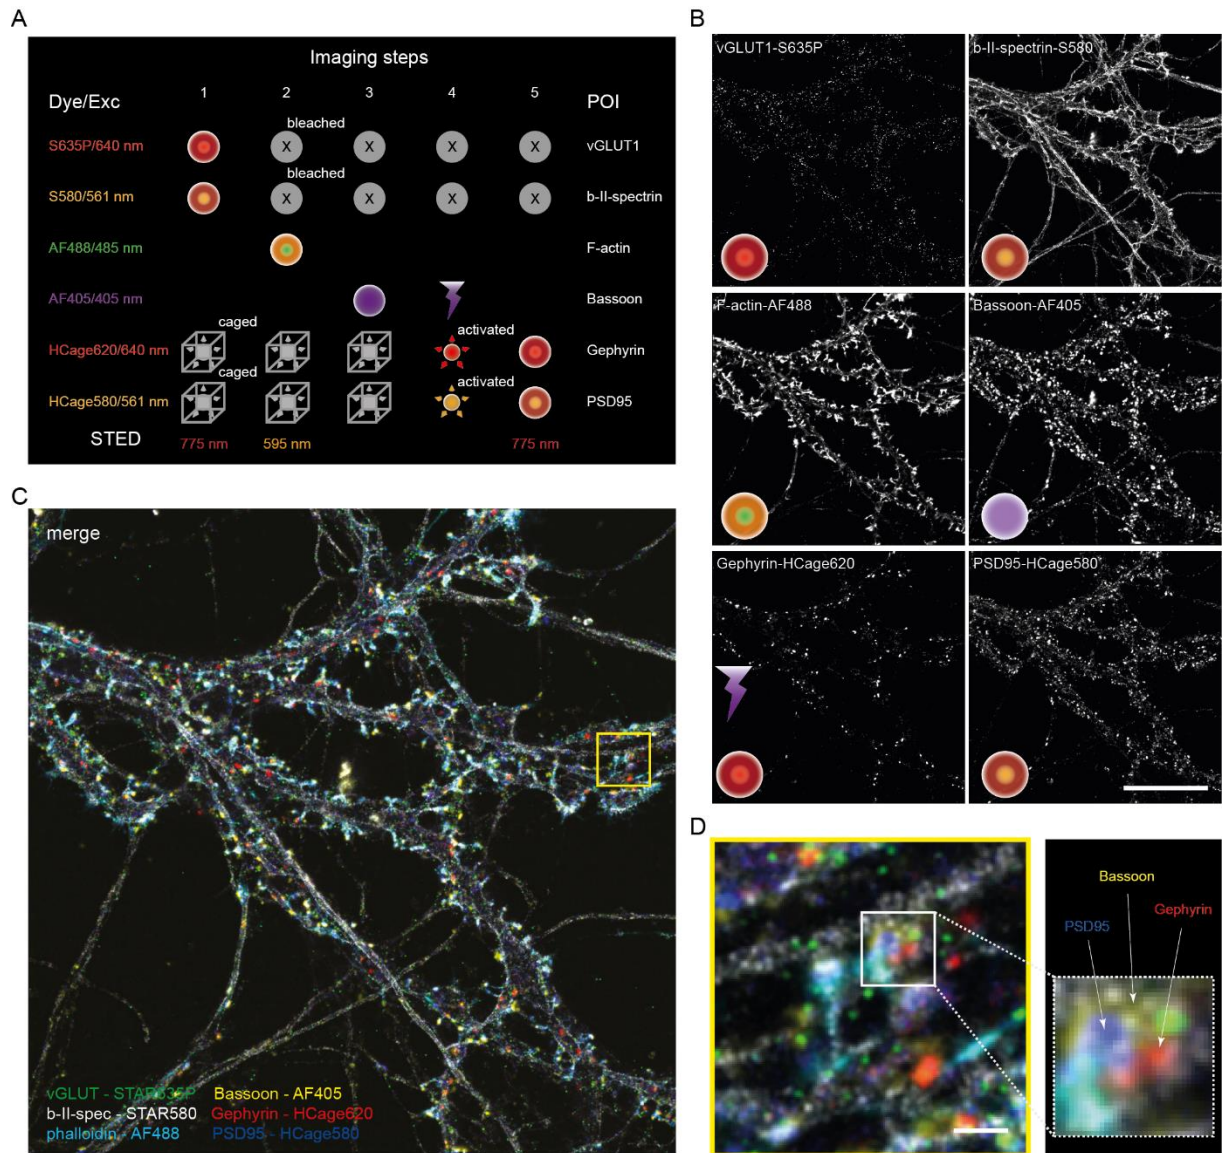 A
Imaging steps
Dye/Exc 1 2 3 4 5 POI
bleached
S635P/640 nm X X X X vGLUT1
bleached
S580/561 nm X X X X b-II-spectrin
AF488/485 nm F-actin
AF405/405 nm Bassoon
caged activated
HCage620/640 nm Gephyrin
caged activated
HCage580/561 nm PSD95
STED 775 nm 595 nm 775 nm
B
vGLUT1-S635P b-II-spectrin-S580
F-actin-AF488 Bassoon-AF405
Gephyrin-HCage620 PSD95-HCage580
C
merge
vGLUT - STAR635P Bassoon - AF405
b-II-spec - STAR580 Gephyrin - HCage620
phalloidin - AF488 PSD95 - HCage580
D
Bassoon
Gephyrin
PSD95